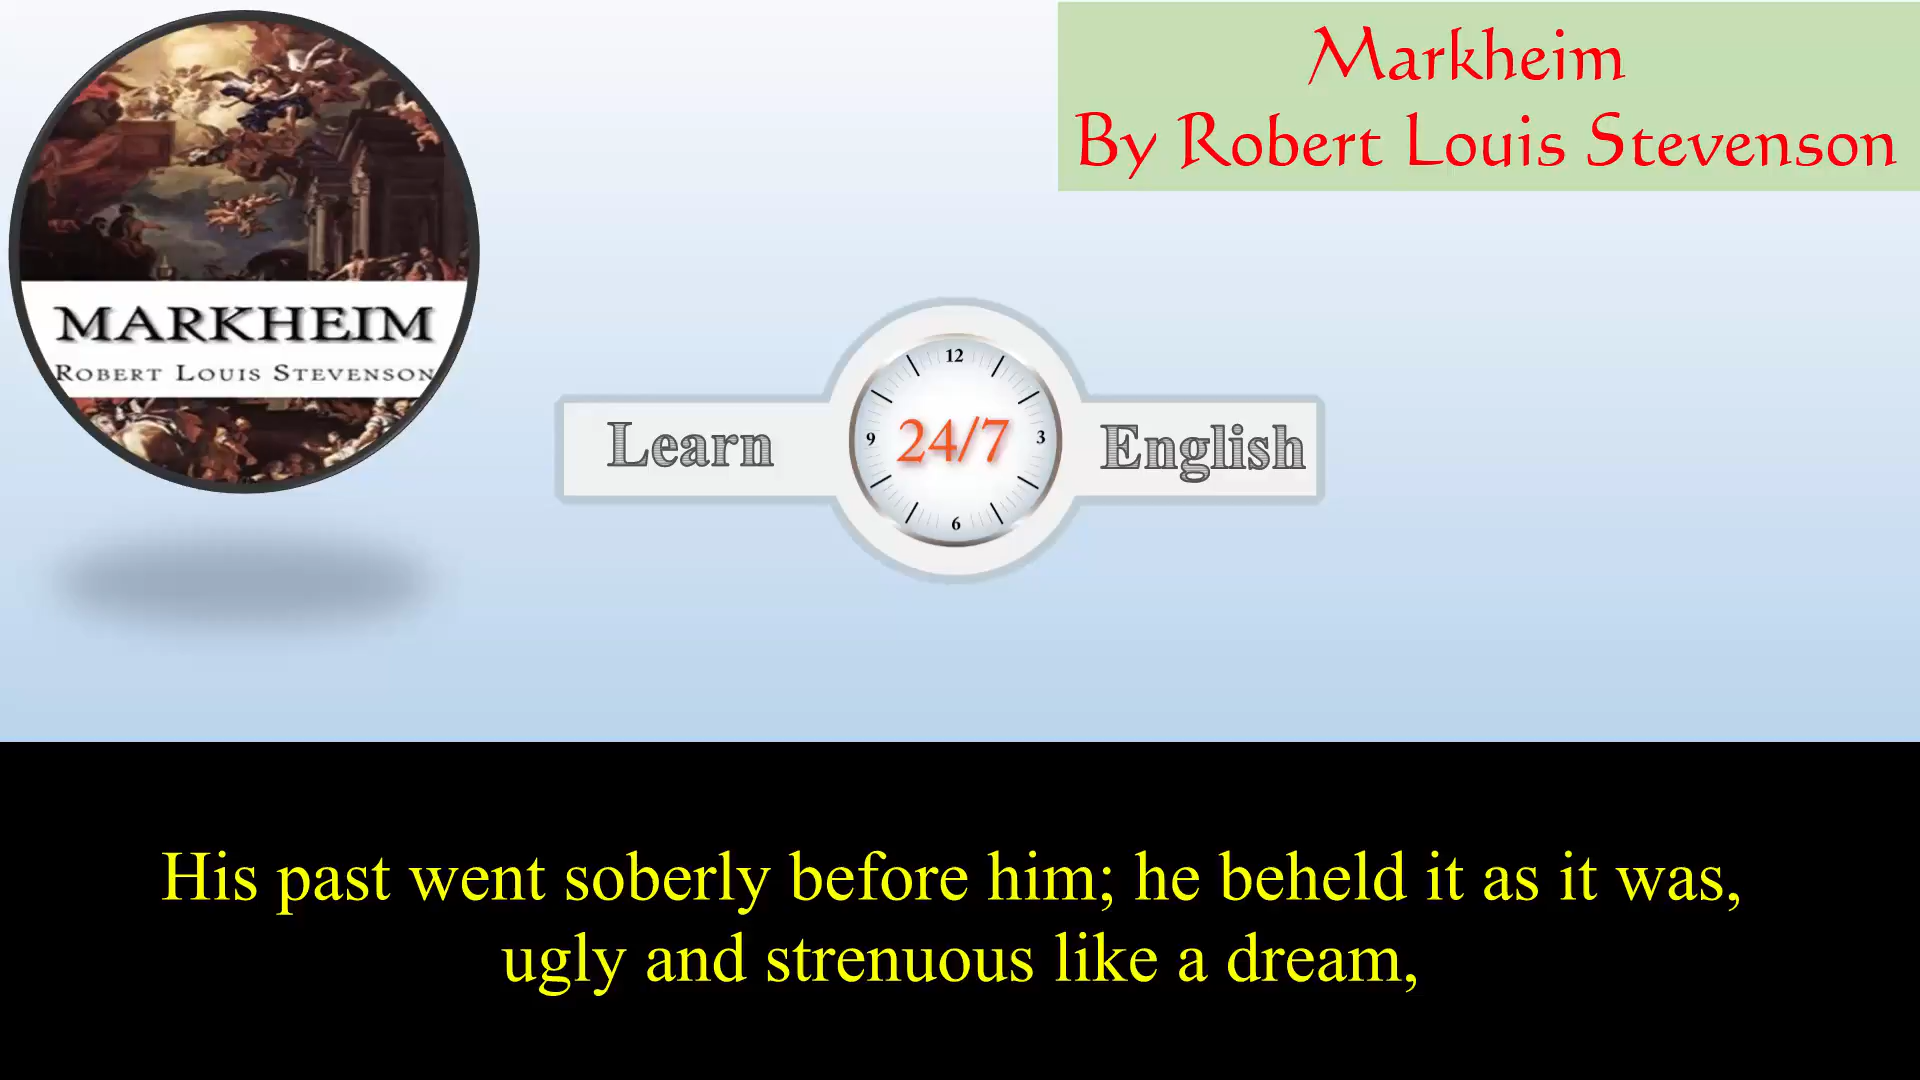 Markheim
By Robert Louis Stevenson
MARKHEIM
ROBERT LOUIS STEVENSON
12
Learn
9
24/7
3
English
6
His past went soberly before him; he beheld it as it was,
ugly and strenuous like a dream,